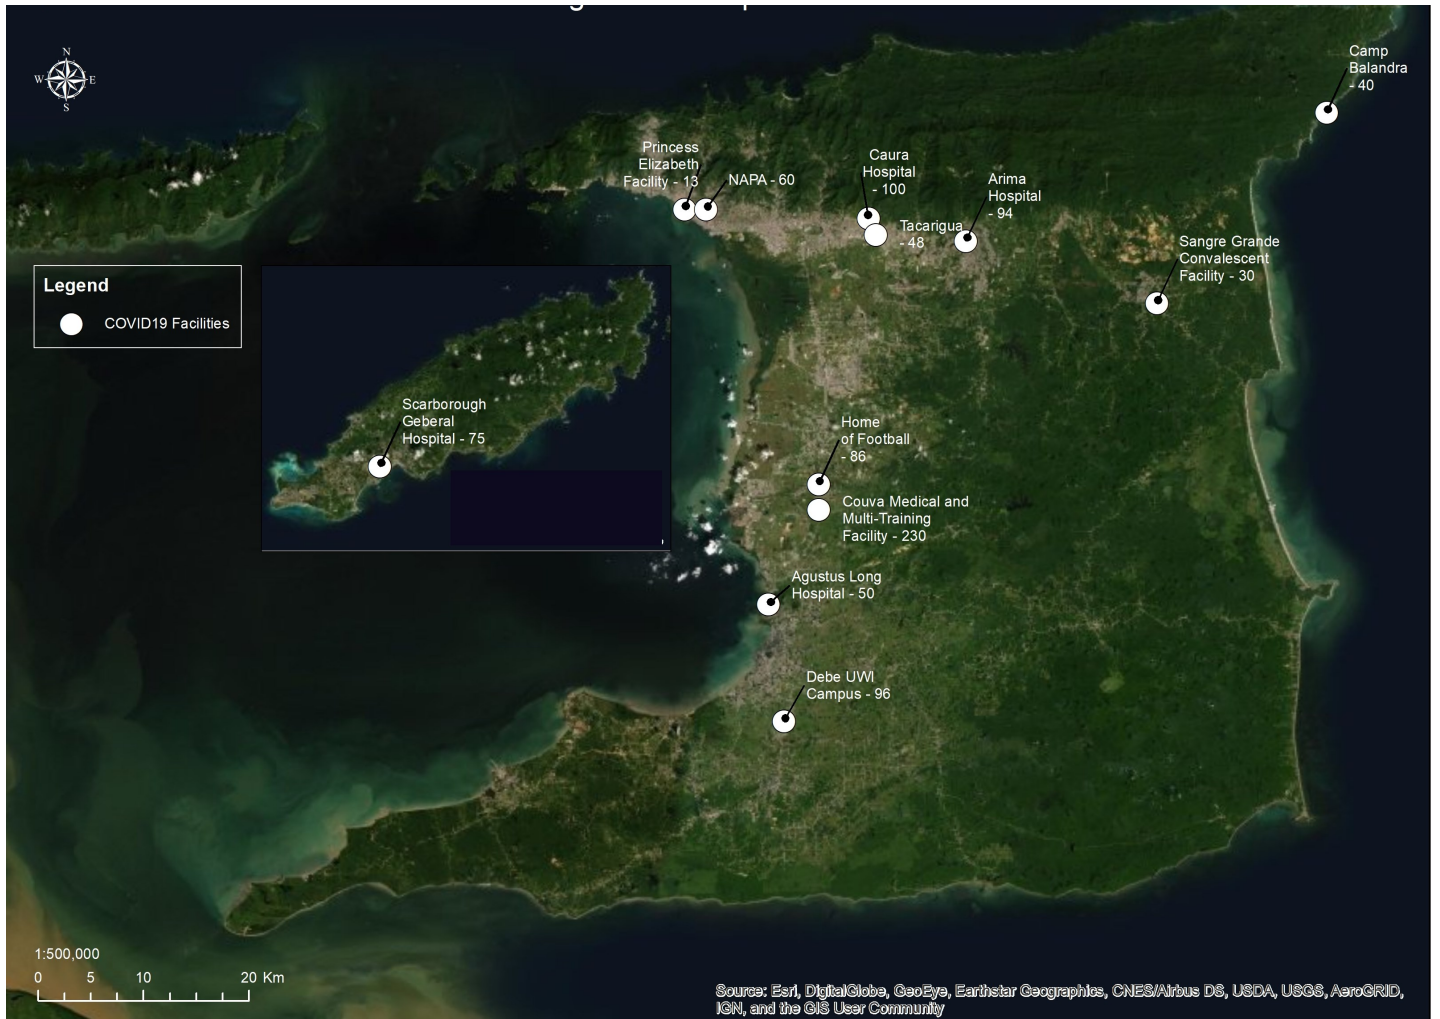 N
W E
S
Camp
Balandra
- 40
Princess
Elizabeth
Facility - 13
NAPA - 60
Caura
Hospital
- 100
Tacarigua
- 48
Arima
Hospital
- 94
Sangre Grande
Convalescent
Facility - 30
Legend
COVID19 Facilities
Scarborough
Geberal
Hospital - 75
Home
of Football
- 86
Couva Medical and
Multi-Training
Facility - 230
Agustus Long
Hospital - 50
Debe UWI
Campus - 96
1:500,000
0 5 10 20 Km
Source: Esri, DigitalGlobe, GeoEye, Earthstar Geographics, CNES/Airbus DS, USDA, USGS, AeroGRID,
IGN, and the GIS User Community